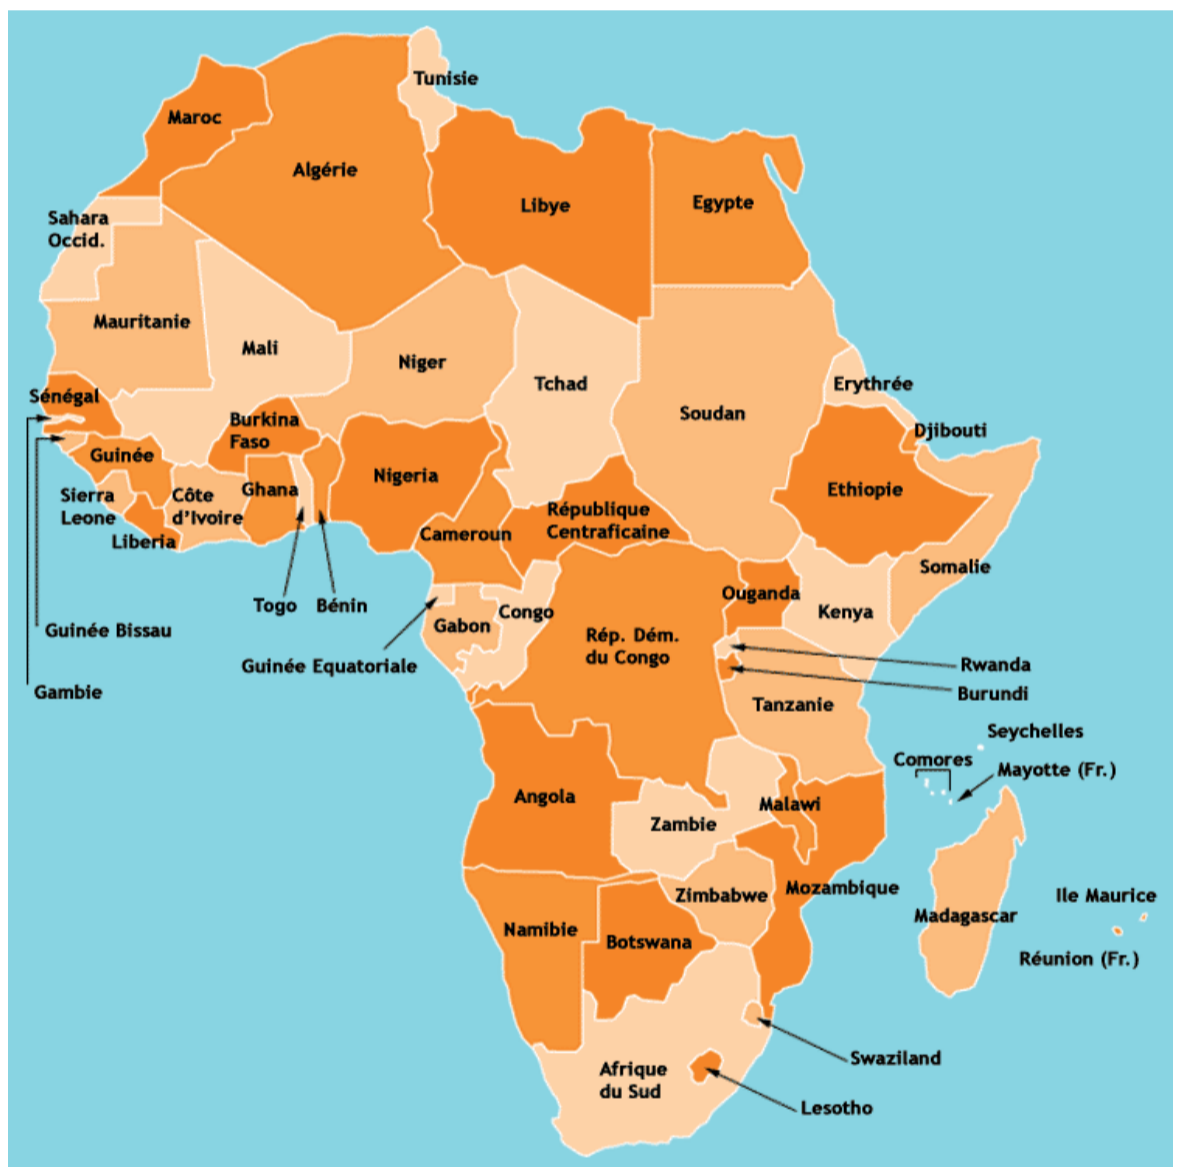 Tunisie
Maroc
Algérie
Libye
Egypte
Sahara
Occid.
Mauritanie
Mali
Niger
Tchad
Soudan
Erythrée
Sénégal
Burkina
Faso
Djibouti
Guinée
Nigeria
Ethiopie
Sierra
Leone
Côte
d'Ivoire
Ghana
République
Centraficaine
Liberia
Cameroun
Somalie
Togo
Bénin
Congo
Ouganda
Kenya
Guinée Bissau
Gabon
Rép. Dém.
du Congo
Guinée Equatoriale
Rwanda
Gambie
Burundi
Tanzanie
Seychelles
Comores
Mayotte (Fr.)
Angola
Malawi
Zambie
Mozambique
Zimbabwe
Ile Maurice
Madagascar
Namibie
Botswana
Réunion (Fr.)
Swaziland
Afrique
du Sud
Lesotho